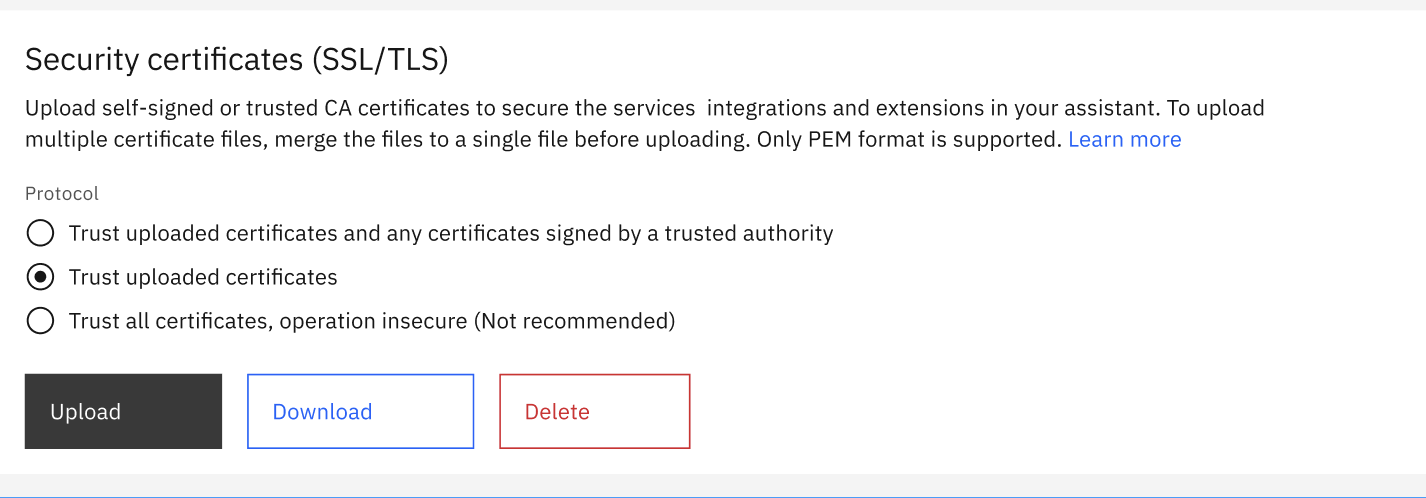 Security certificates (SSL/TLS)
Upload self-signed or trusted CA certificates to secure the services  integrations and extensions in your assistant. To upload
multiple certificate files, merge the files to a single file before uploading. Only PEM format is supported. Learn more
Protocol
Trust uploaded certificates and any certificates signed by a trusted authority
Trust uploaded certificates
Trust all certificates, operation insecure (Not recommended)
Upload
Download
Delete